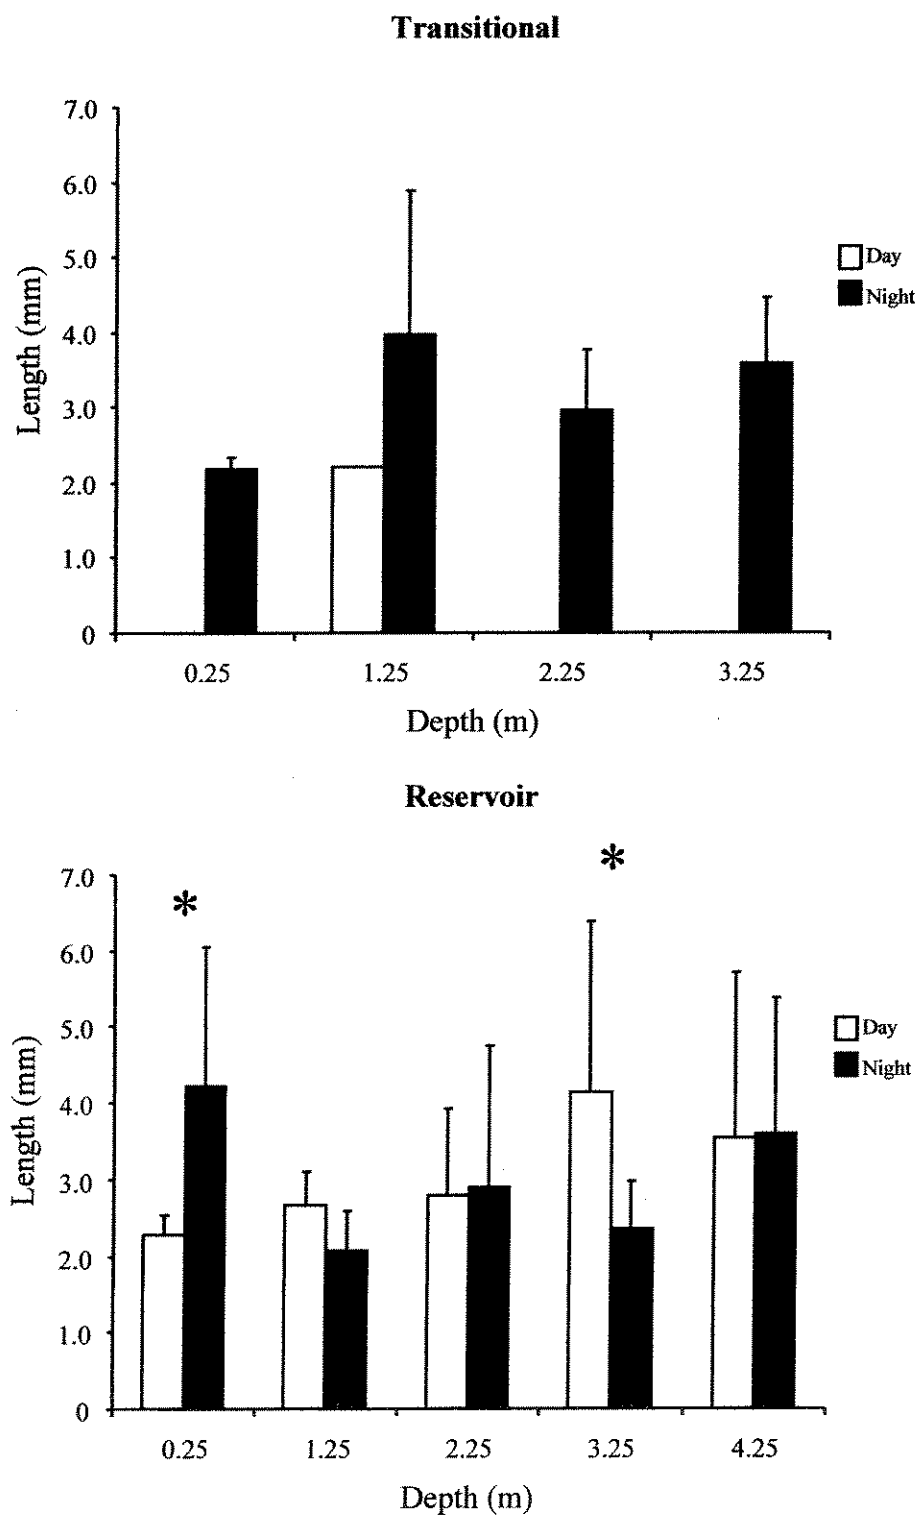 Transitional
7.0
6.0
5.0
4.0
3.0
2.0
1.0
0
Length (mm)
Day
Night
0.25 1.25 2.25 3.25
Depth (m)
Reservoir
* *
7.0
6.0
5.0
4.0
3.0
2.0
1.0
0
Length (mm)
Day
Night
0.25 1.25 2.25 3.25 4.25
Depth (m)